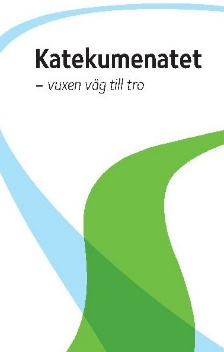 Katekumenatet
– vuxen väg till tro